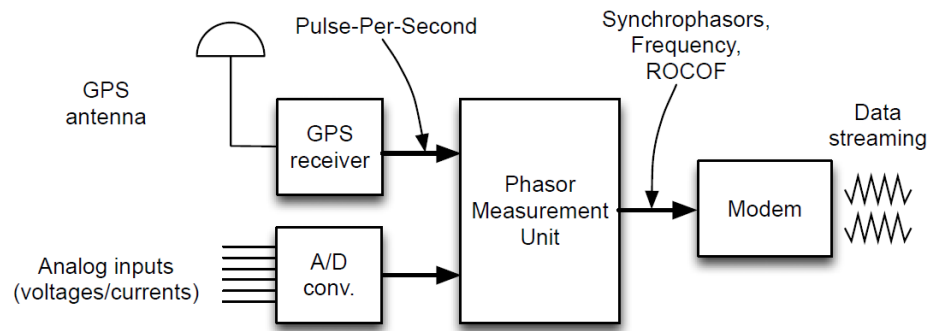 Pulse-Per-Second
Synchrophasors,
Frequency,
ROCOF
GPS
antenna
GPS
receiver
Phasor
Measurement
Unit
Modem
Data
streaming
Analog inputs
(voltages/currents)
A/D
conv.